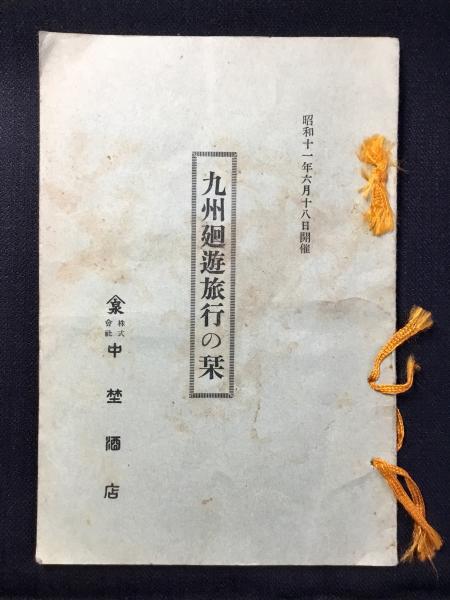 昭和十一年六月十八日開催
九州廻遊旅行の栞
株式
會社
中埜酒店